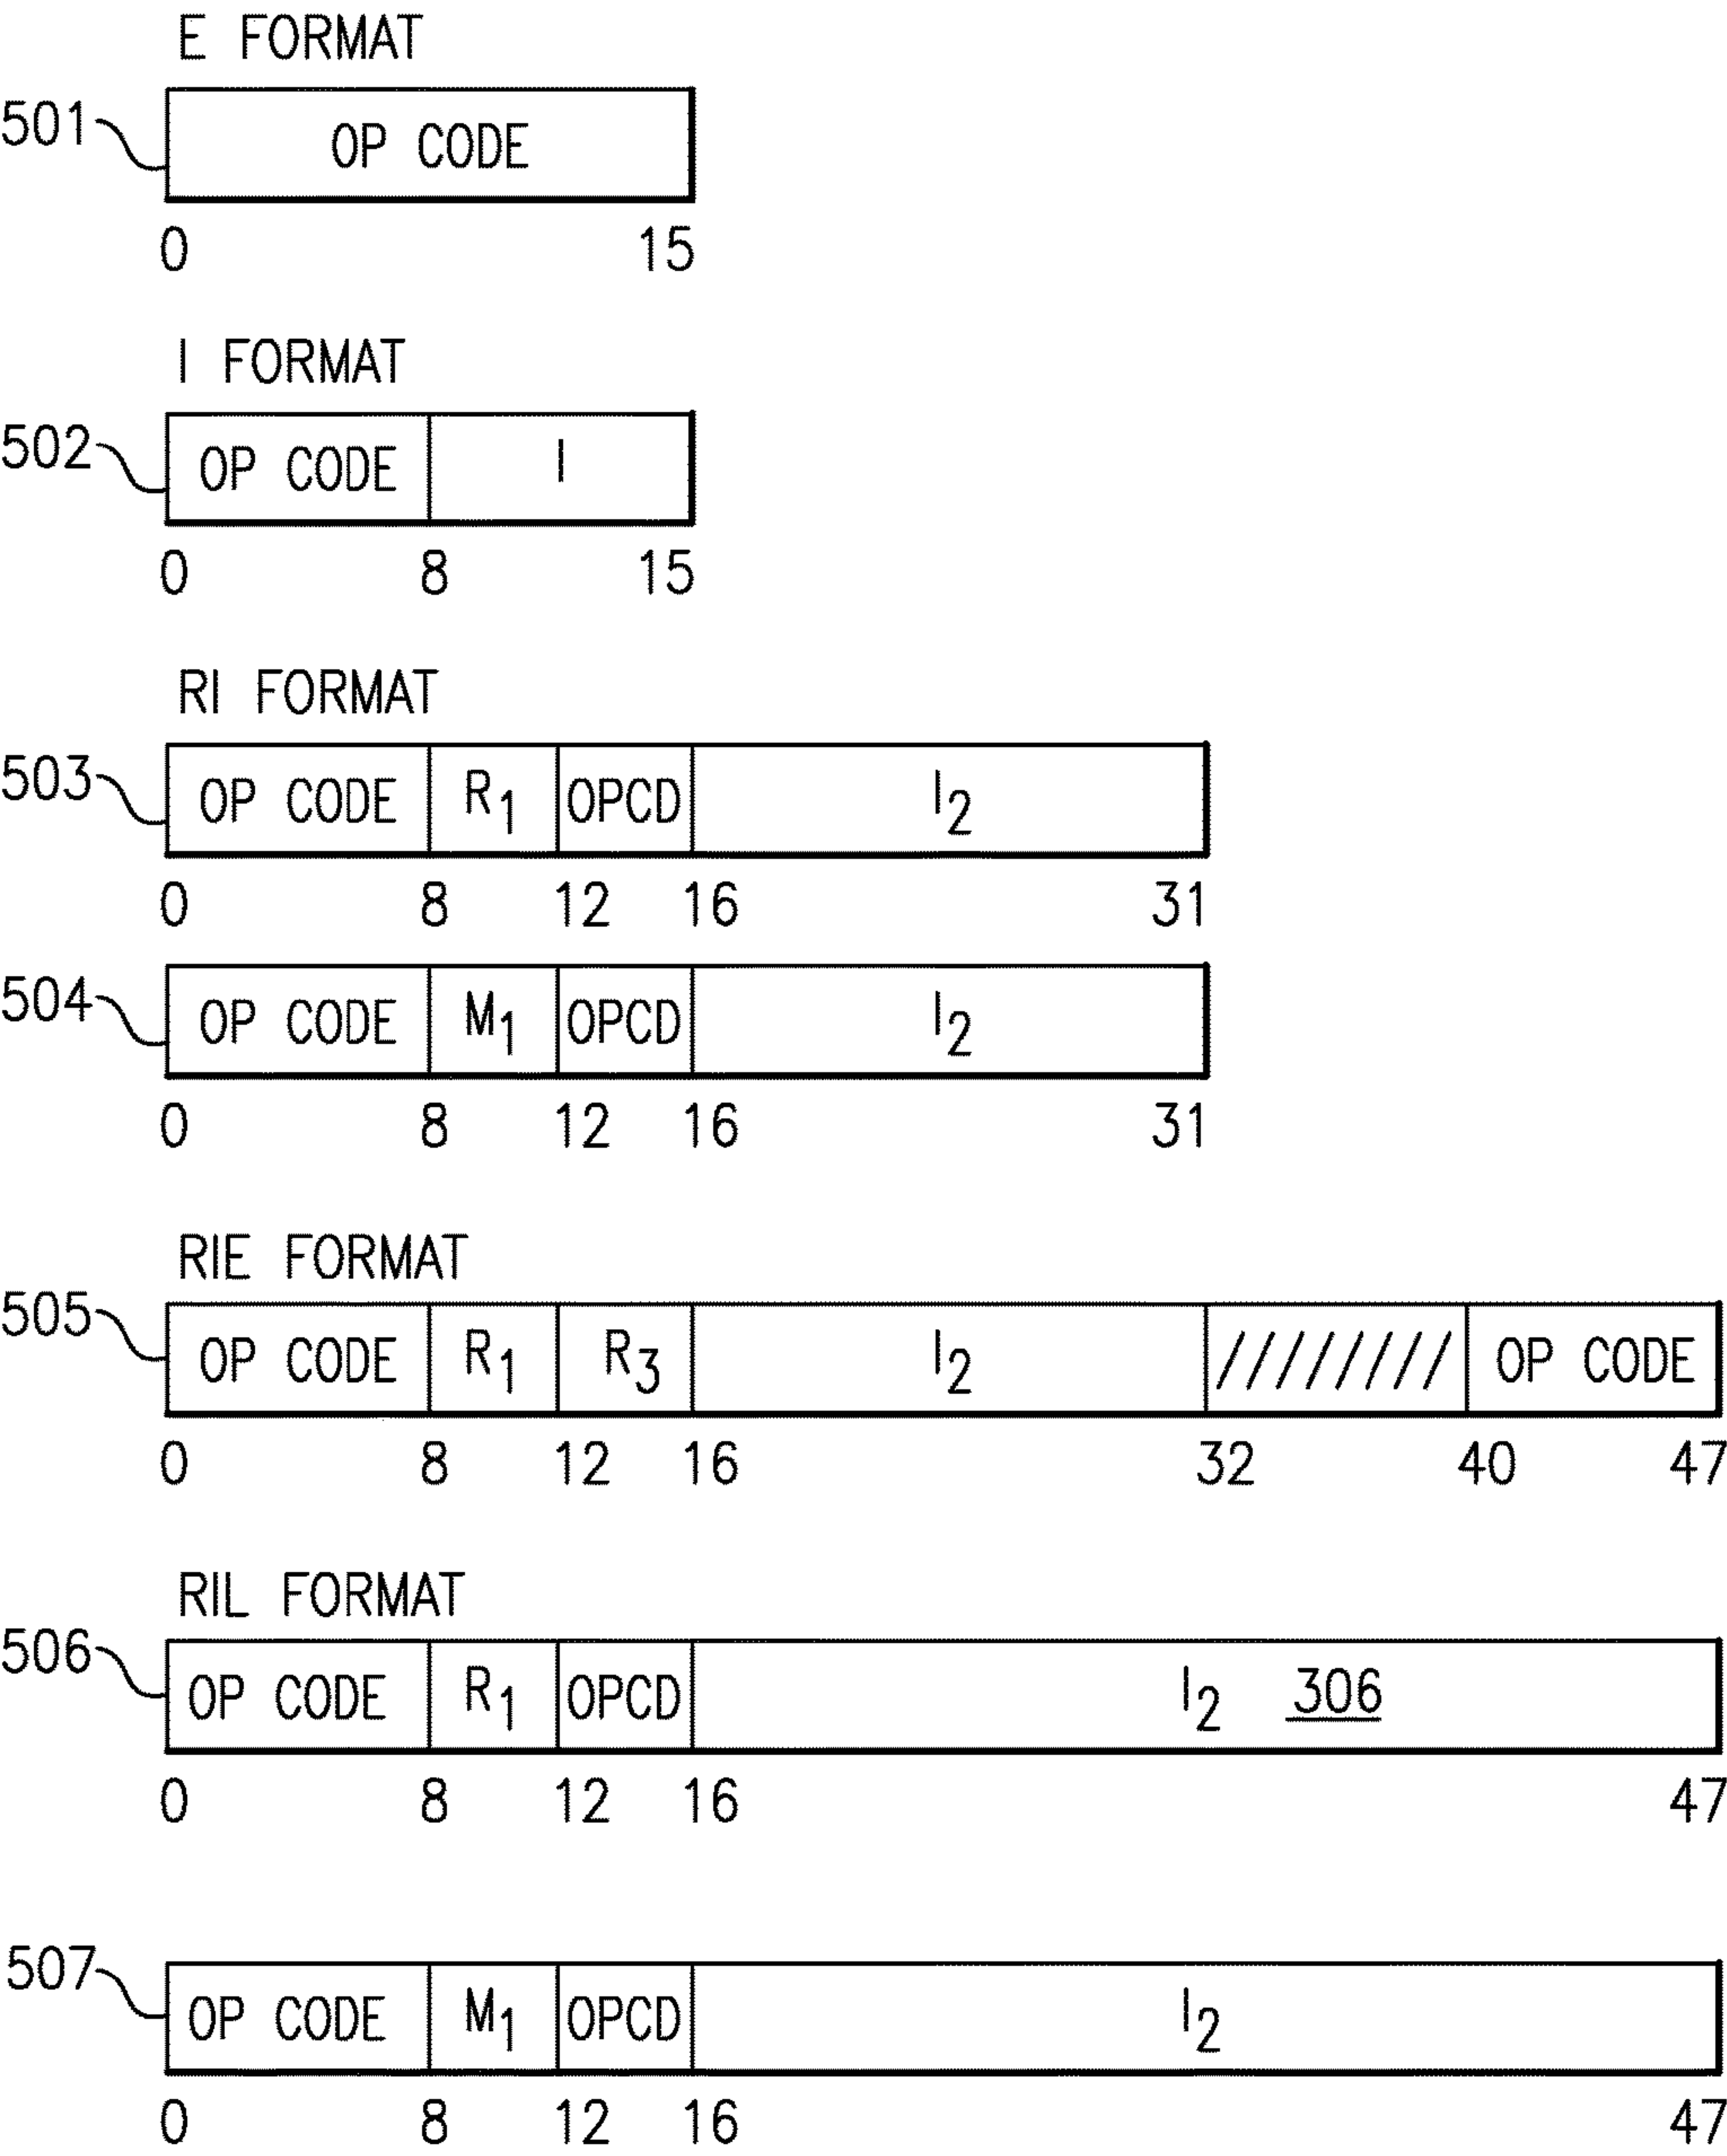 E FORMAT
501
OP CODE
0 15
I FORMAT
502
OP CODE I
0 8 15
RI FORMAT
503
OP CODE R1 OPCD I2
0 8 12 16 31
504
OP CODE M1 OPCD I2
0 8 12 16 31
RIE FORMAT
505
OP CODE R1 R3 I2 //////// OP CODE
0 8 12 16 32 40 47
RIL FORMAT
506
OP CODE R1 OPCD I2 306
0 8 12 16 47
507
OP CODE M1 OPCD I2
0 8 12 16 47